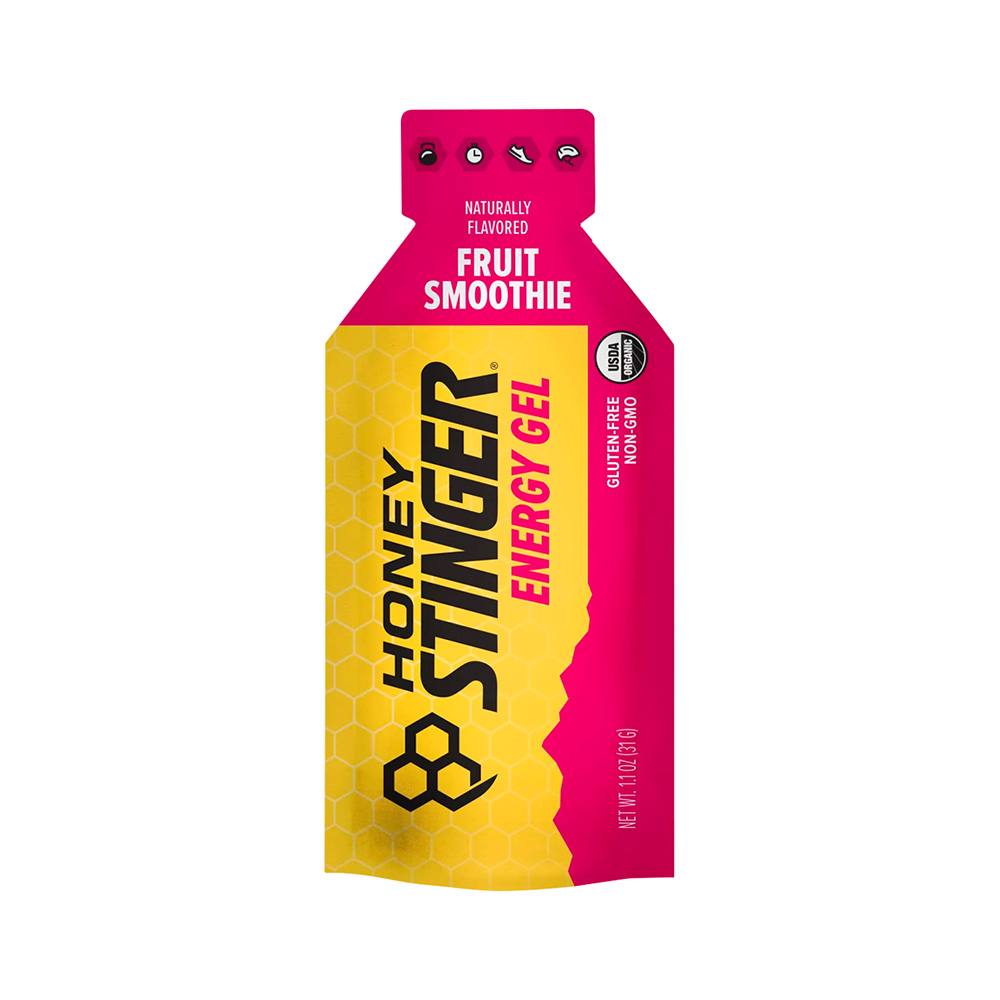 NATURALLY
FLAVORED
FRUIT
SMOOTHIE
HONEY
STINGER®
ENERGY GEL
USDA
ORGANIC
GLUTEN-FREE
NON-GMO
NET WT. 1.1 OZ (31 G)